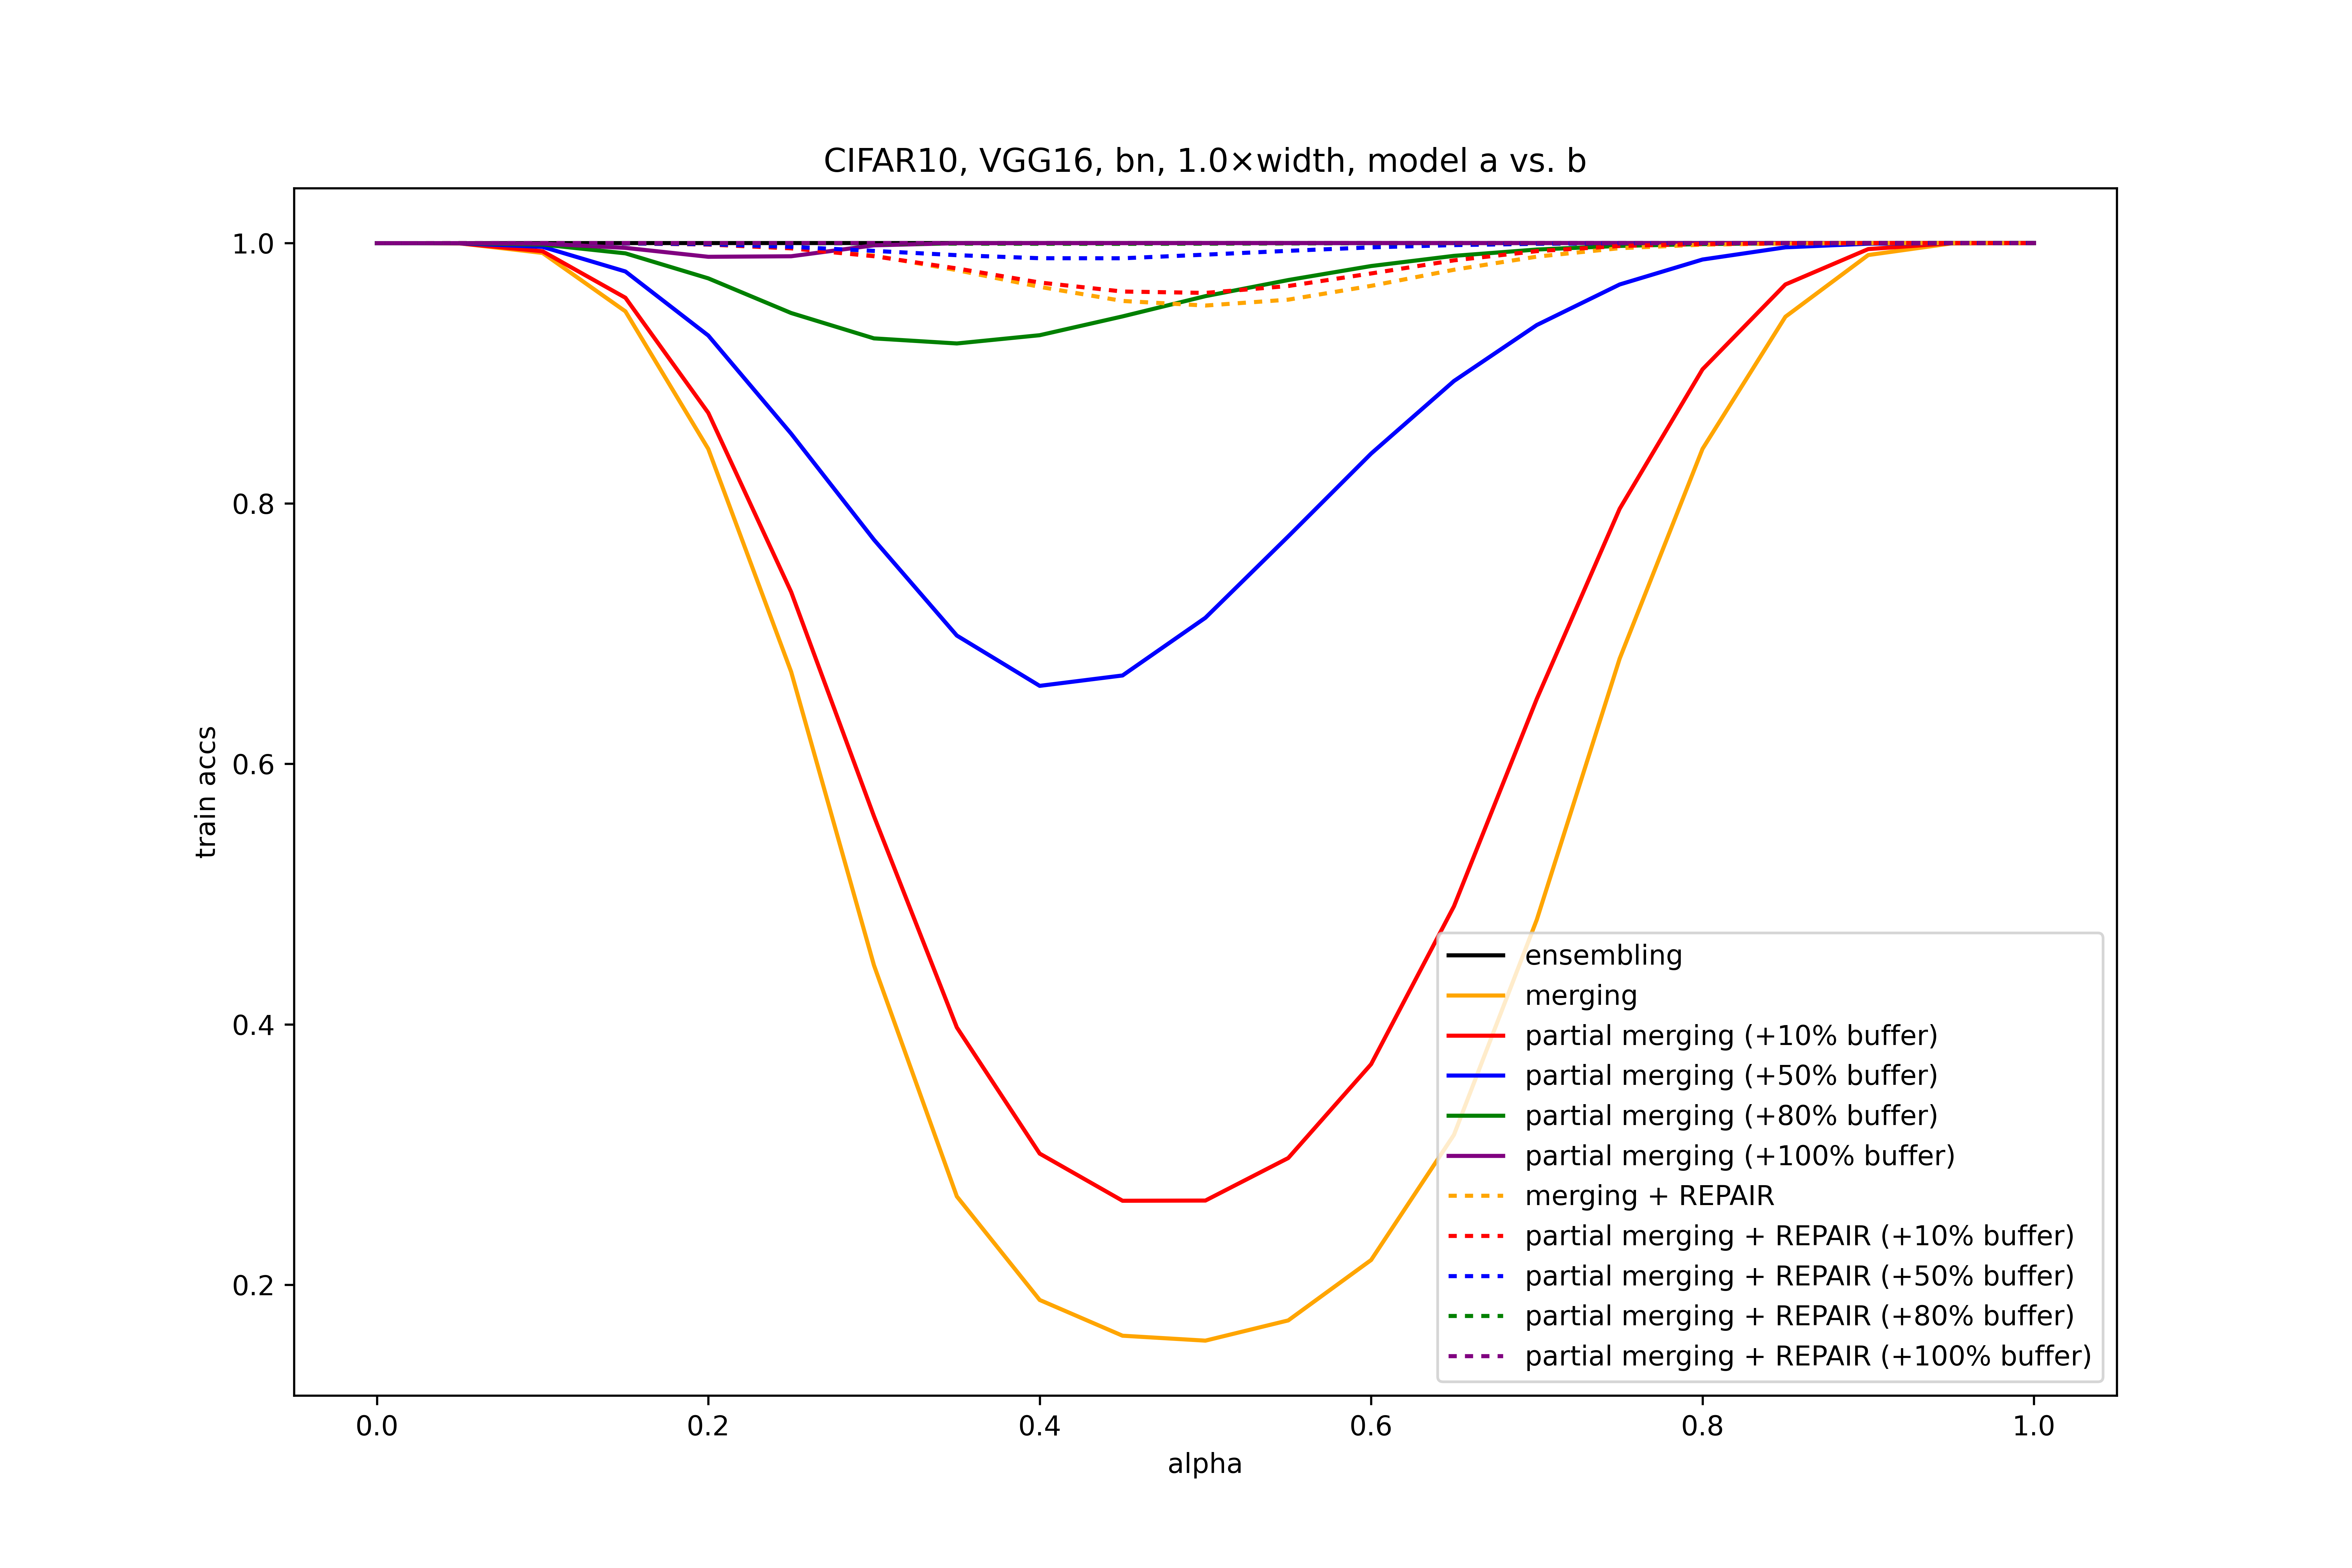 CIFAR10, VGG16, bn, 1.0×width, model a vs. b
1.0
0.8
0.6
0.4
0.2
train accs
0.0
0.2
0.4
0.6
0.8
1.0
alpha
ensembling
merging
partial merging (+10% buffer)
partial merging (+50% buffer)
partial merging (+80% buffer)
partial merging (+100% buffer)
merging + REPAIR
partial merging + REPAIR (+10% buffer)
partial merging + REPAIR (+50% buffer)
partial merging + REPAIR (+80% buffer)
partial merging + REPAIR (+100% buffer)